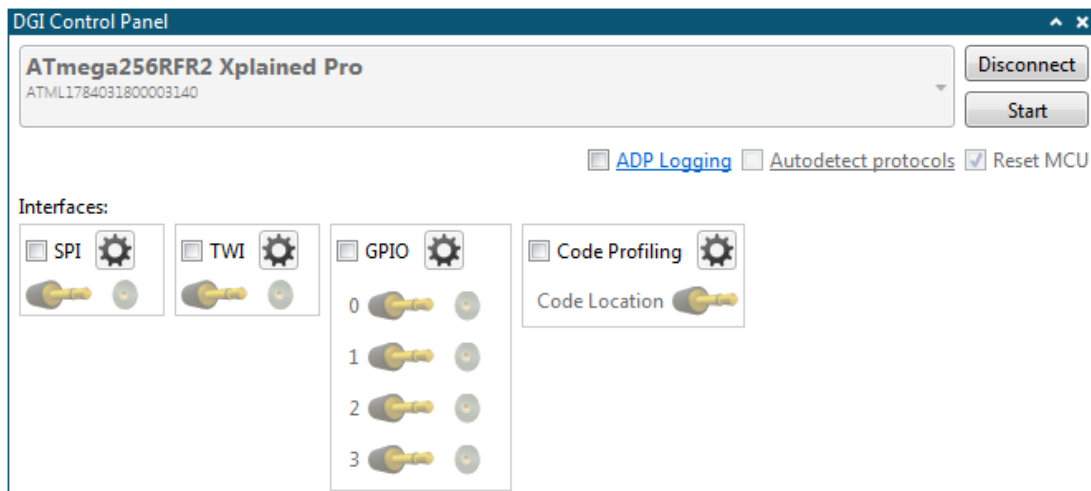 DGI Control Panel
ATmega256RFR2 Xplained Pro
ATML1784031800003140
Disconnect
Start
ADP Logging Autodetect protocols Reset MCU
Interfaces:
SPI TWI GPIO Code Profiling
0 Code Location
1
2
3